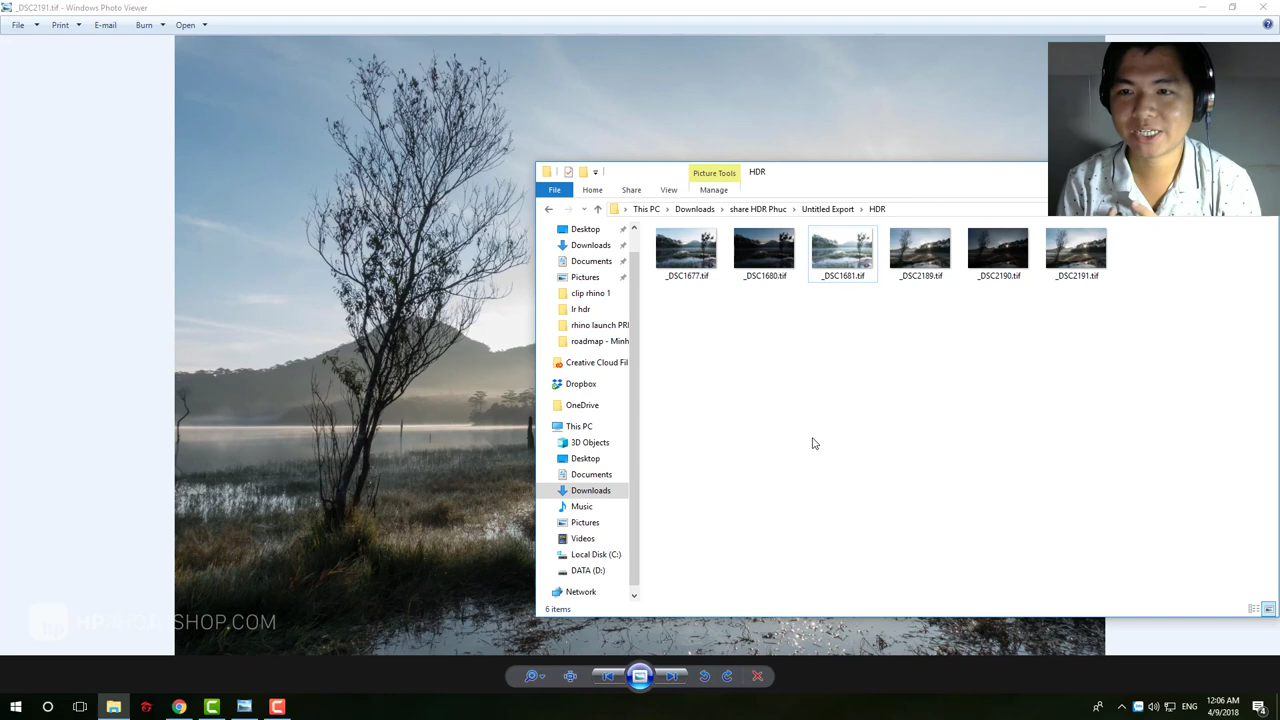 _DSC2191.tif - Windows Photo Viewer
File Print E-mail Burn Open
Picture Tools HDR
File Home Share View Manage
This PC Downloads share HDR Phuc Untitled Export HDR
Desktop
Downloads
Documents
Pictures
clip rhino 1
lr hdr
rhino launch PRI
roadmap - Minh
Creative Cloud Fil
Dropbox
OneDrive
This PC
3D Objects
Desktop
Documents
Downloads
Music
Pictures
Videos
Local Disk (C:)
DATA (D:)
Network
_DSC1677.tif _DSC1680.tif _DSC1681.tif _DSC2189.tif _DSC2190.tif _DSC2191.tif
6 items
SHOP.COM
ENG 12:06 AM
4/9/2018
4